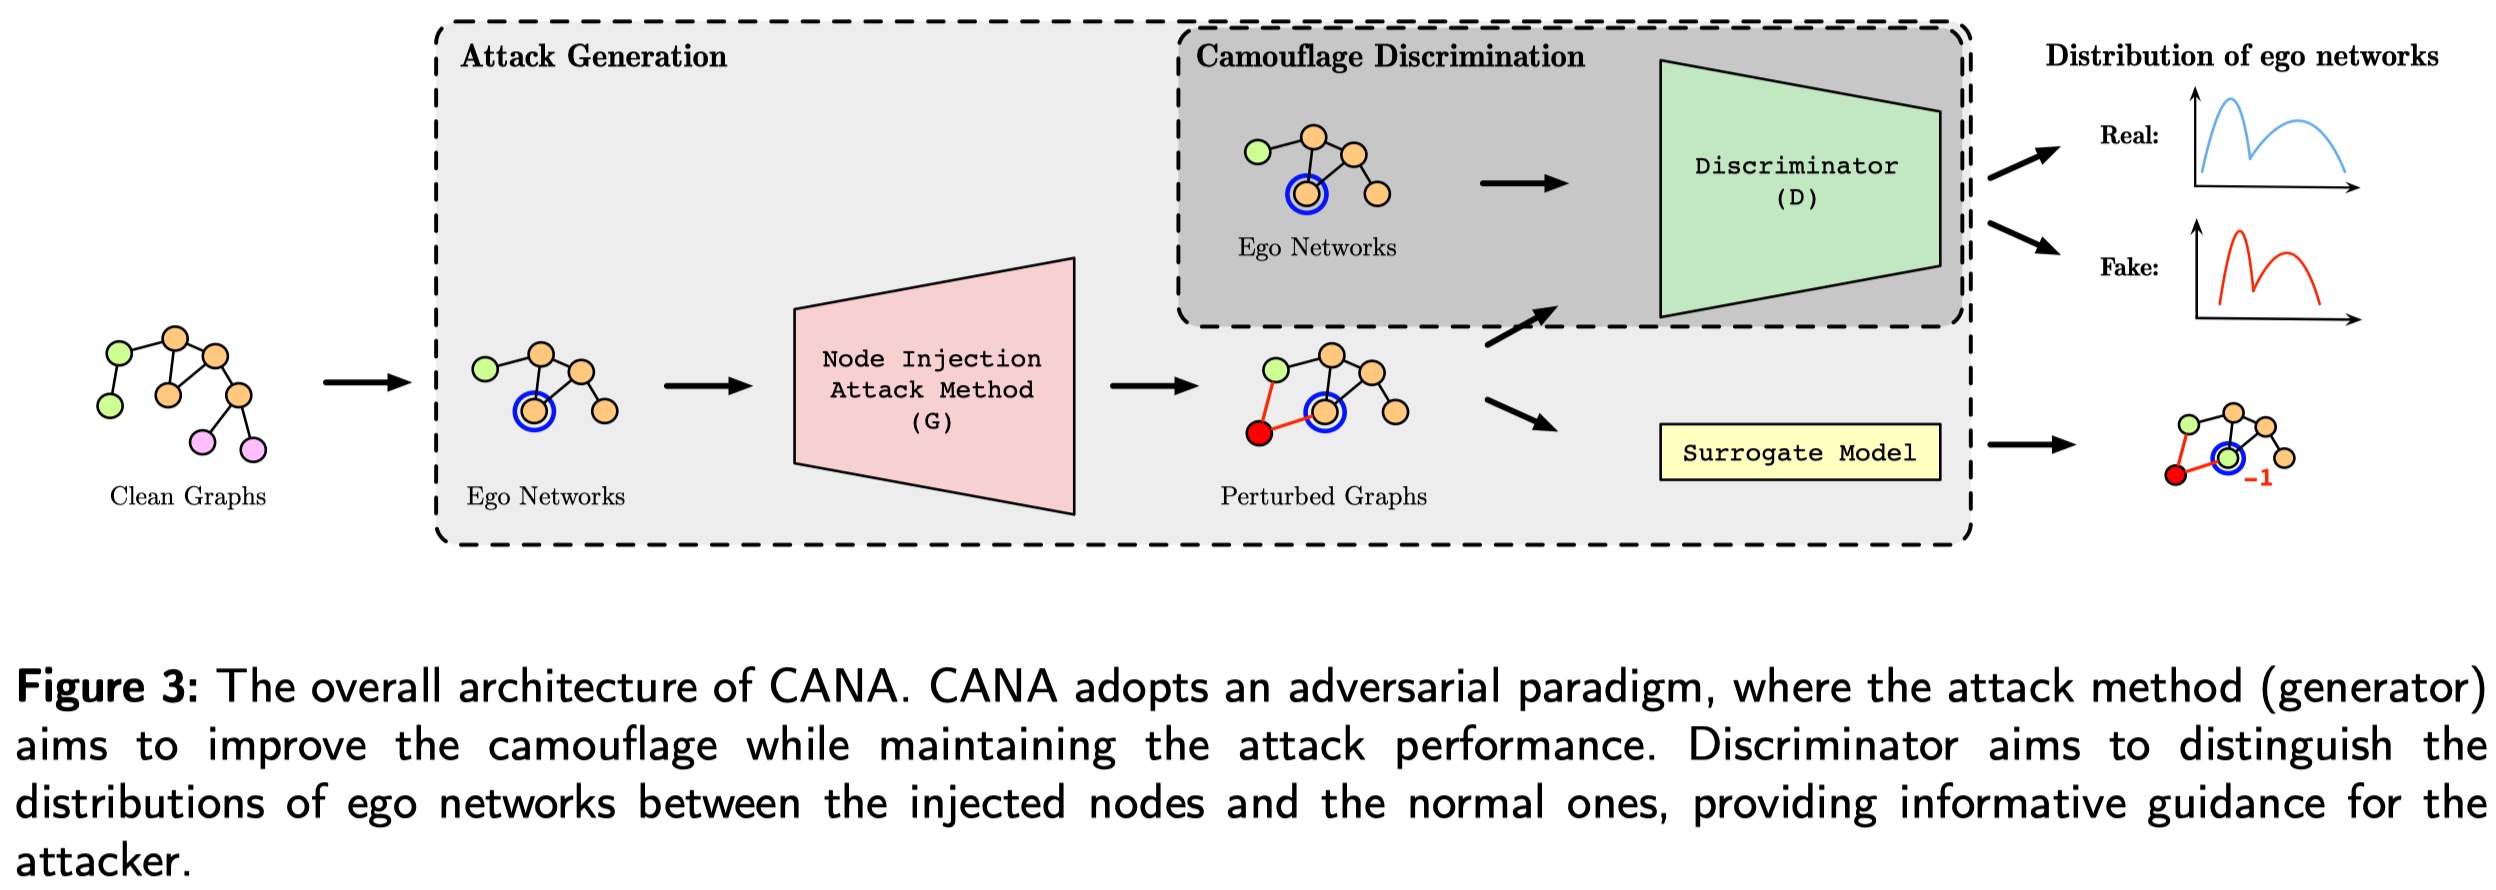 Attack Generation
Camouflage Discrimination
Distribution of ego networks
Real:
Discriminator
(D)
Ego Networks
Fake:
Node Injection
Attack Method
(G)
Surrogate Model
-1
Clean Graphs
Ego Networks
Perturbed Graphs
Figure 3: The overall architecture of CANA. CANA adopts an adversarial paradigm, where the attack method (generator)
aims to improve the camouflage while maintaining the attack performance. Discriminator aims to distinguish the
distributions of ego networks between the injected nodes and the normal ones, providing informative guidance for the
attacker.